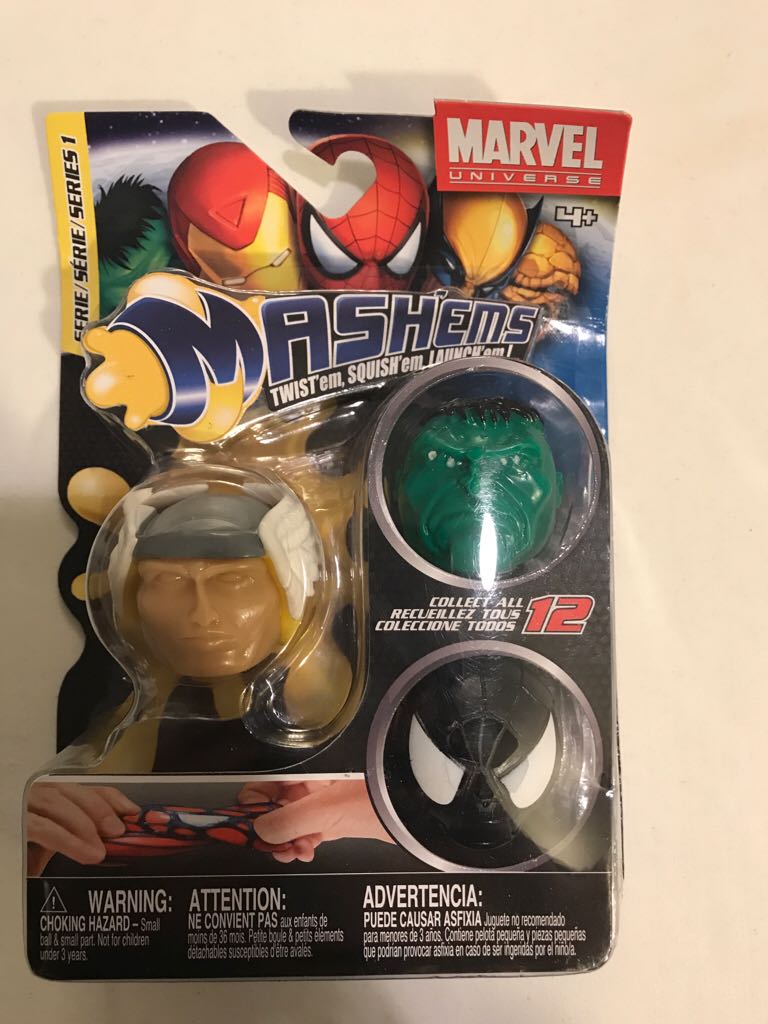 SERIE/SÉRIE/SERIES 1
MARVEL
UNIVERSE
4+
MASH'EMS™
TWIST'em, SQUISH'em, LAUNCH'em!
COLLECT ALL
RECUEILLEZ TOUS
COLECCIONE TODOS
12
WARNING:
CHOKING HAZARD – Small
ball & small part. Not for children
under 3 years.
ATTENTION:
NE CONVIENT PAS aux enfants de
moins de 36 mois. Petite boule & petits elements
détachables susceptibles d'être avalés.
ADVERTENCIA:
PUEDE CAUSAR ASFIXIA Juguete no recomendado
para menores de 3 años. Contiene pelota pequeña y piezas pequeñas
que podrían provocar asfixia en caso de ser ingeridas por el niño/a.